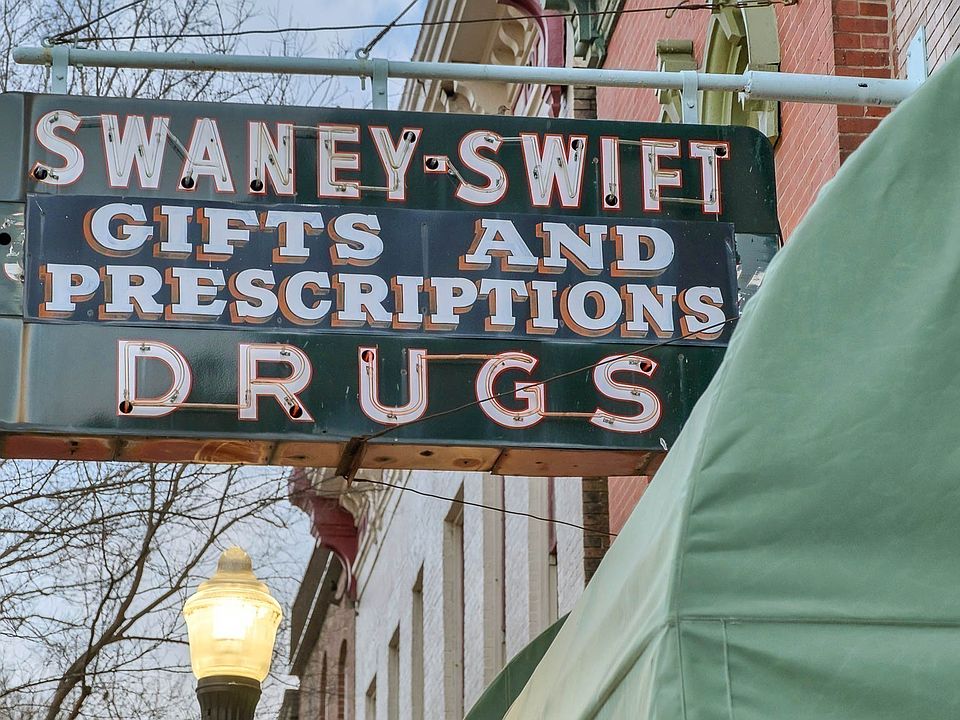 SWANEY-SWIFT
GIFTS AND
PRESCRIPTIONS
DRUGS